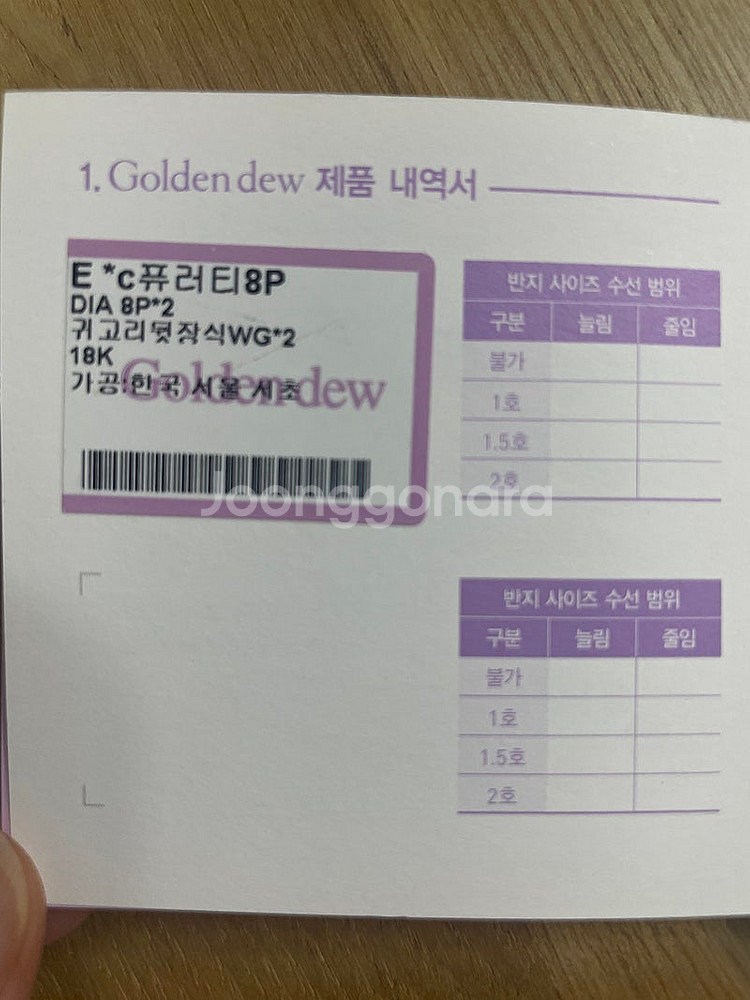 1. Golden dew 제품 내역서
E *c퓨러티8P
DIA 8P*2
귀고리뒷장식WG*2
18K
가공:한국 서울 서초
Golden dew
반지 사이즈 수선 범위
구분 늘림 줄임
불가
1호
1.5호
2호
Joonggonara
반지 사이즈 수선 범위
구분 늘림 줄임
불가
1호
1.5호
2호